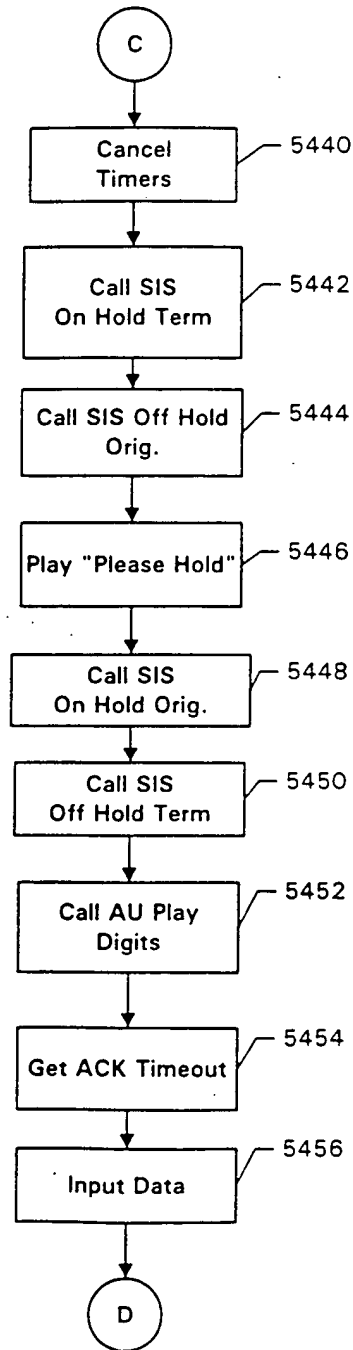 C
Cancel
Timers
5440
Call SIS
On Hold Term
5442
Call SIS Off Hold
Orig.
5444
Play "Please Hold"
5446
Call SIS
On Hold Orig.
5448
Call SIS
Off Hold Term
5450
Call AU Play
Digits
5452
Get ACK Timeout
5454
Input Data
5456
D